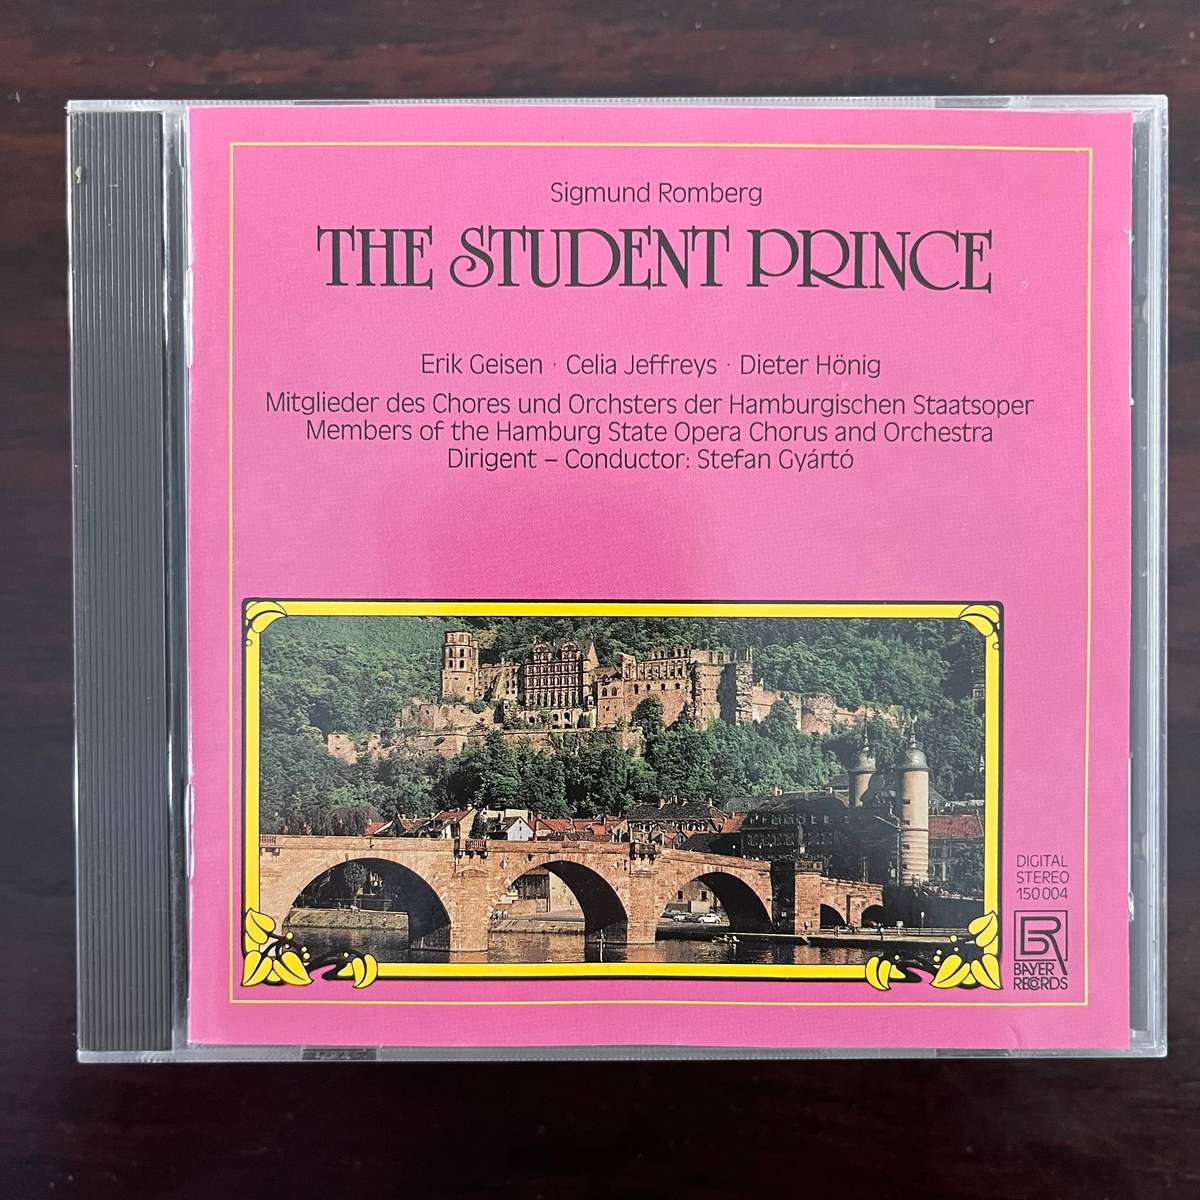 Sigmund Romberg
THE STUDENT PRINCE
Erik Geisen · Celia Jeffreys · Dieter Hönig
Mitglieder des Chores und Orchsters der Hamburgischen Staatsoper
Members of the Hamburg State Opera Chorus and Orchestra
Dirigent – Conductor: Stefan Gyártó
DIGITAL
STEREO
150 004
BR
BAYER
RECORDS